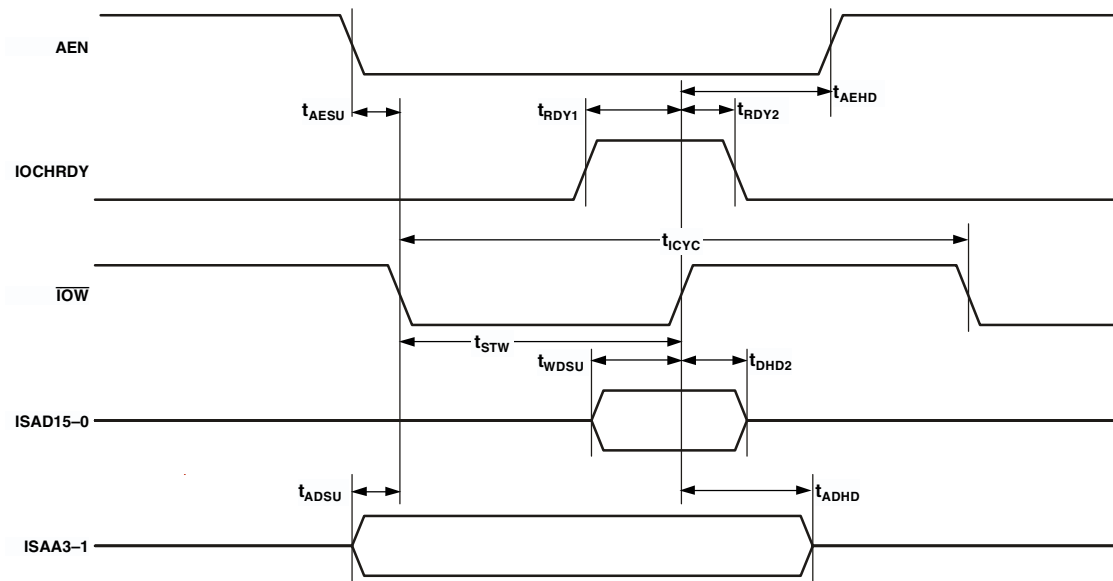 AEN
tAESU
tRDY1
tRDY2
tAEHD
IOCHRDY
tICYC
IOW
tSTW
tWDSU
tDHD2
ISAD15–0
tADSU
tADHD
ISAA3–1